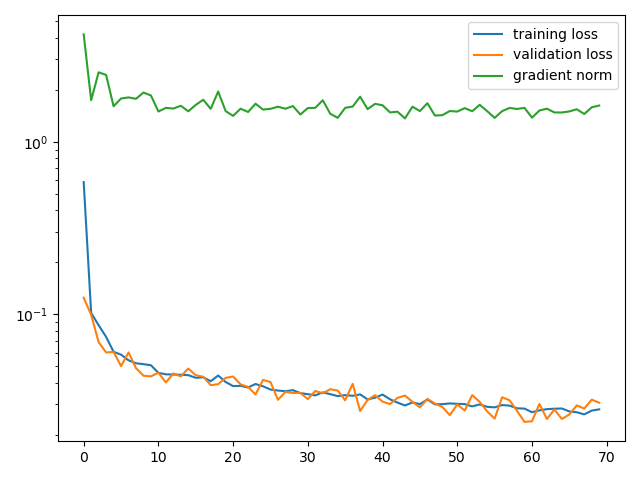 training loss
validation loss
gradient norm
10⁰
10⁻¹
0 10 20 30 40 50 60 70